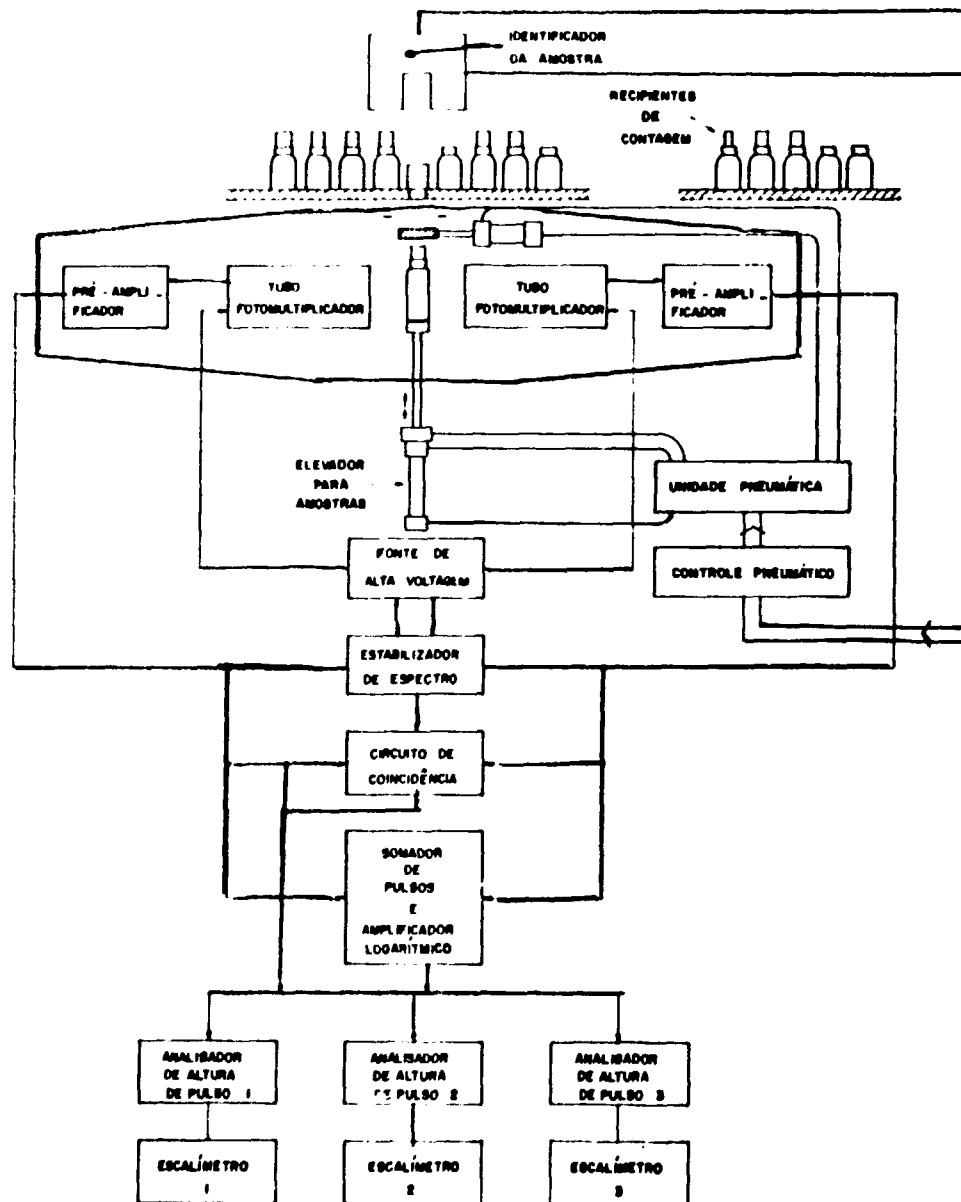 IDENTIFICADOR
DA AMOSTRA
RECIPIENTES
DE
CONTAGEM
PRÉ-AMPLI_
FICADOR
TUBO
FOTOMULTIPLICADOR
TUBO
FOTOMULTIPLICADOR
PRÉ-AMPLI_
FICADOR
ELEVADOR
PARA
AMOSTRAS
UNIDADE PNEUMÁTICA
FONTE DE
ALTA VOLTAGEM
CONTROLE PNEUMÁTICO
ESTABILIZADOR
DE ESPECTRO
CIRCUITO DE
COINCIDÊNCIA
SOMADOR
DE
PULSOS
E
AMPLIFICADOR
LOGARÍTMICO
ANALISADOR
DE ALTURA
DE PULSO 1
ANALISADOR
DE ALTURA
DE PULSO 2
ANALISADOR
DE ALTURA
DE PULSO 3
ESCALÍMETRO
1
ESCALÍMETRO
2
ESCALÍMETRO
3